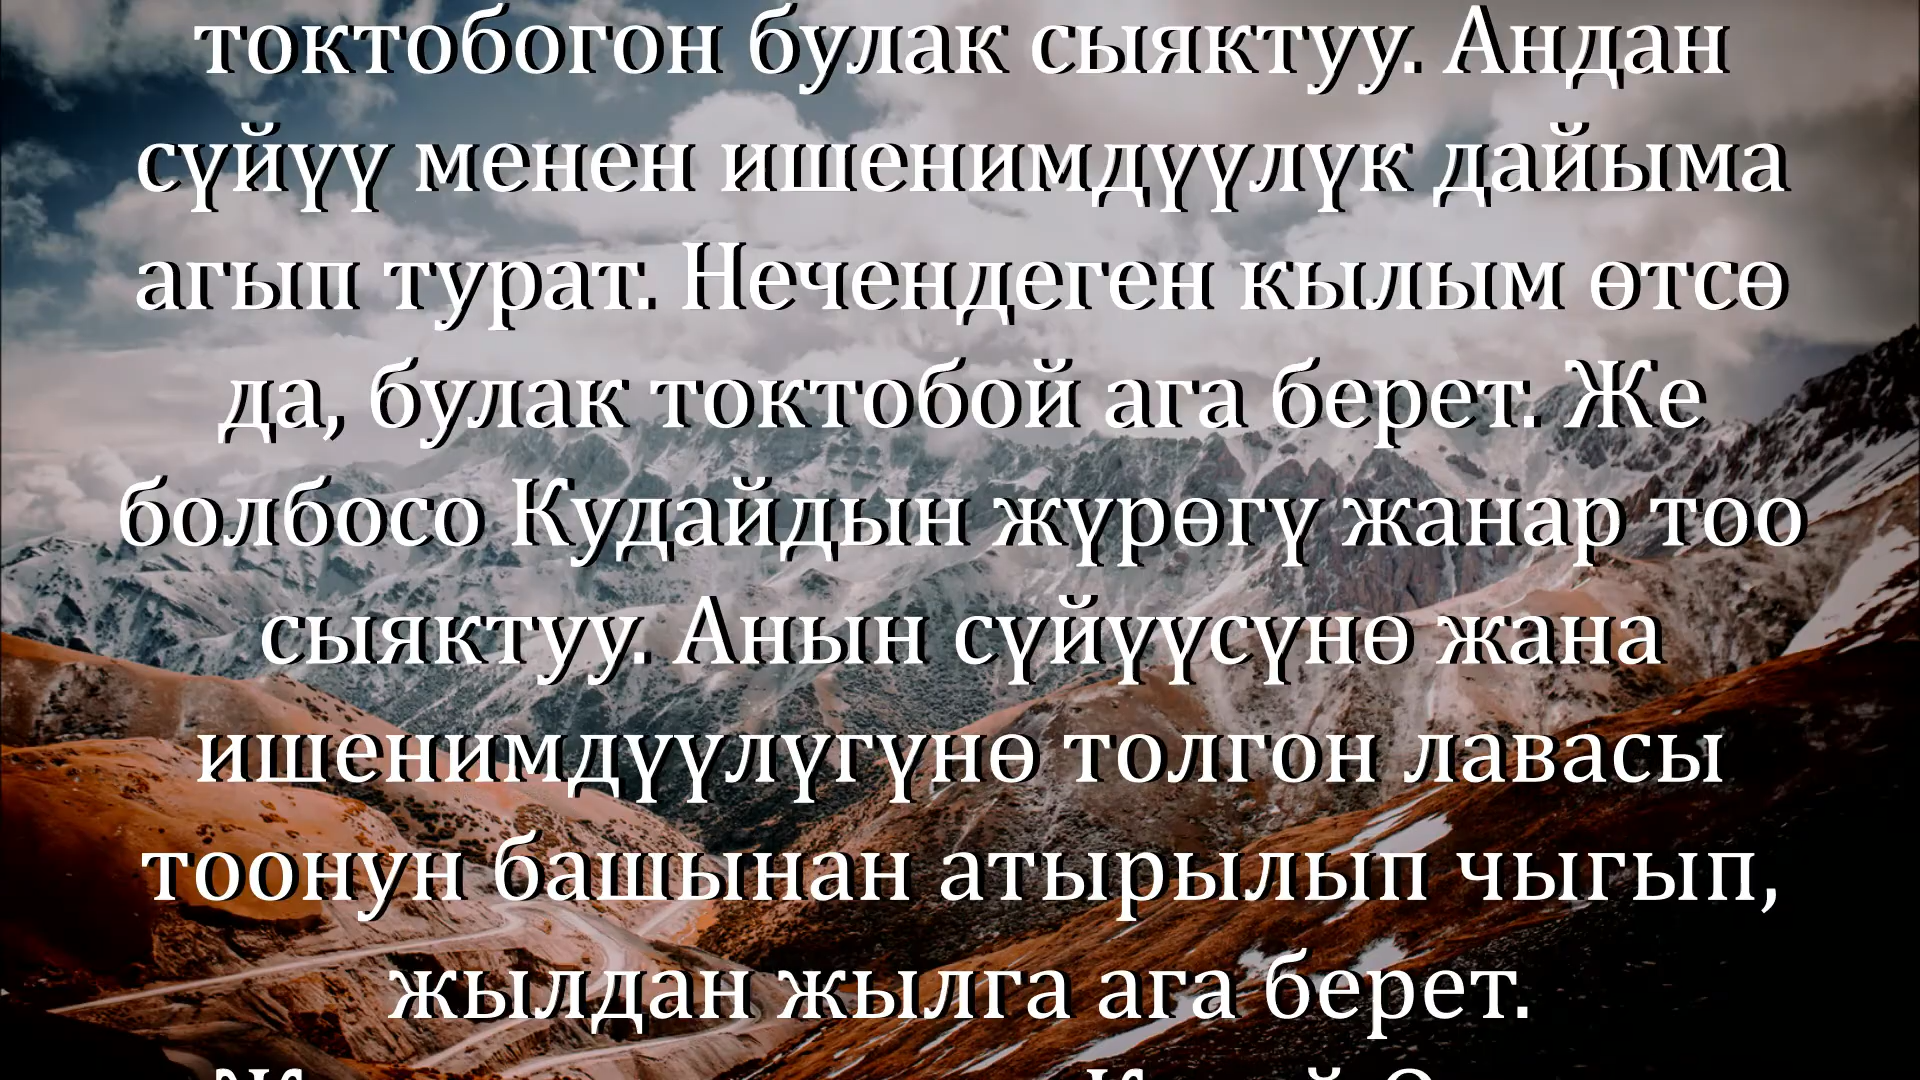 токтобогон булак сыяктуу. Андан
сүйүү менен ишенимдүүлүк дайыма
агып турат. Нечендеген кылым өтсө
да, булак токтобой ага берет. Же
болбосо Кудайдын жүрөгү жанар тоо
сыяктуу. Анын сүйүүсүнө жана
ишенимдүүлүгүнө толгон лавасы
тоонун башынан атырылып чыгып,
жылдан жылга ага берет.